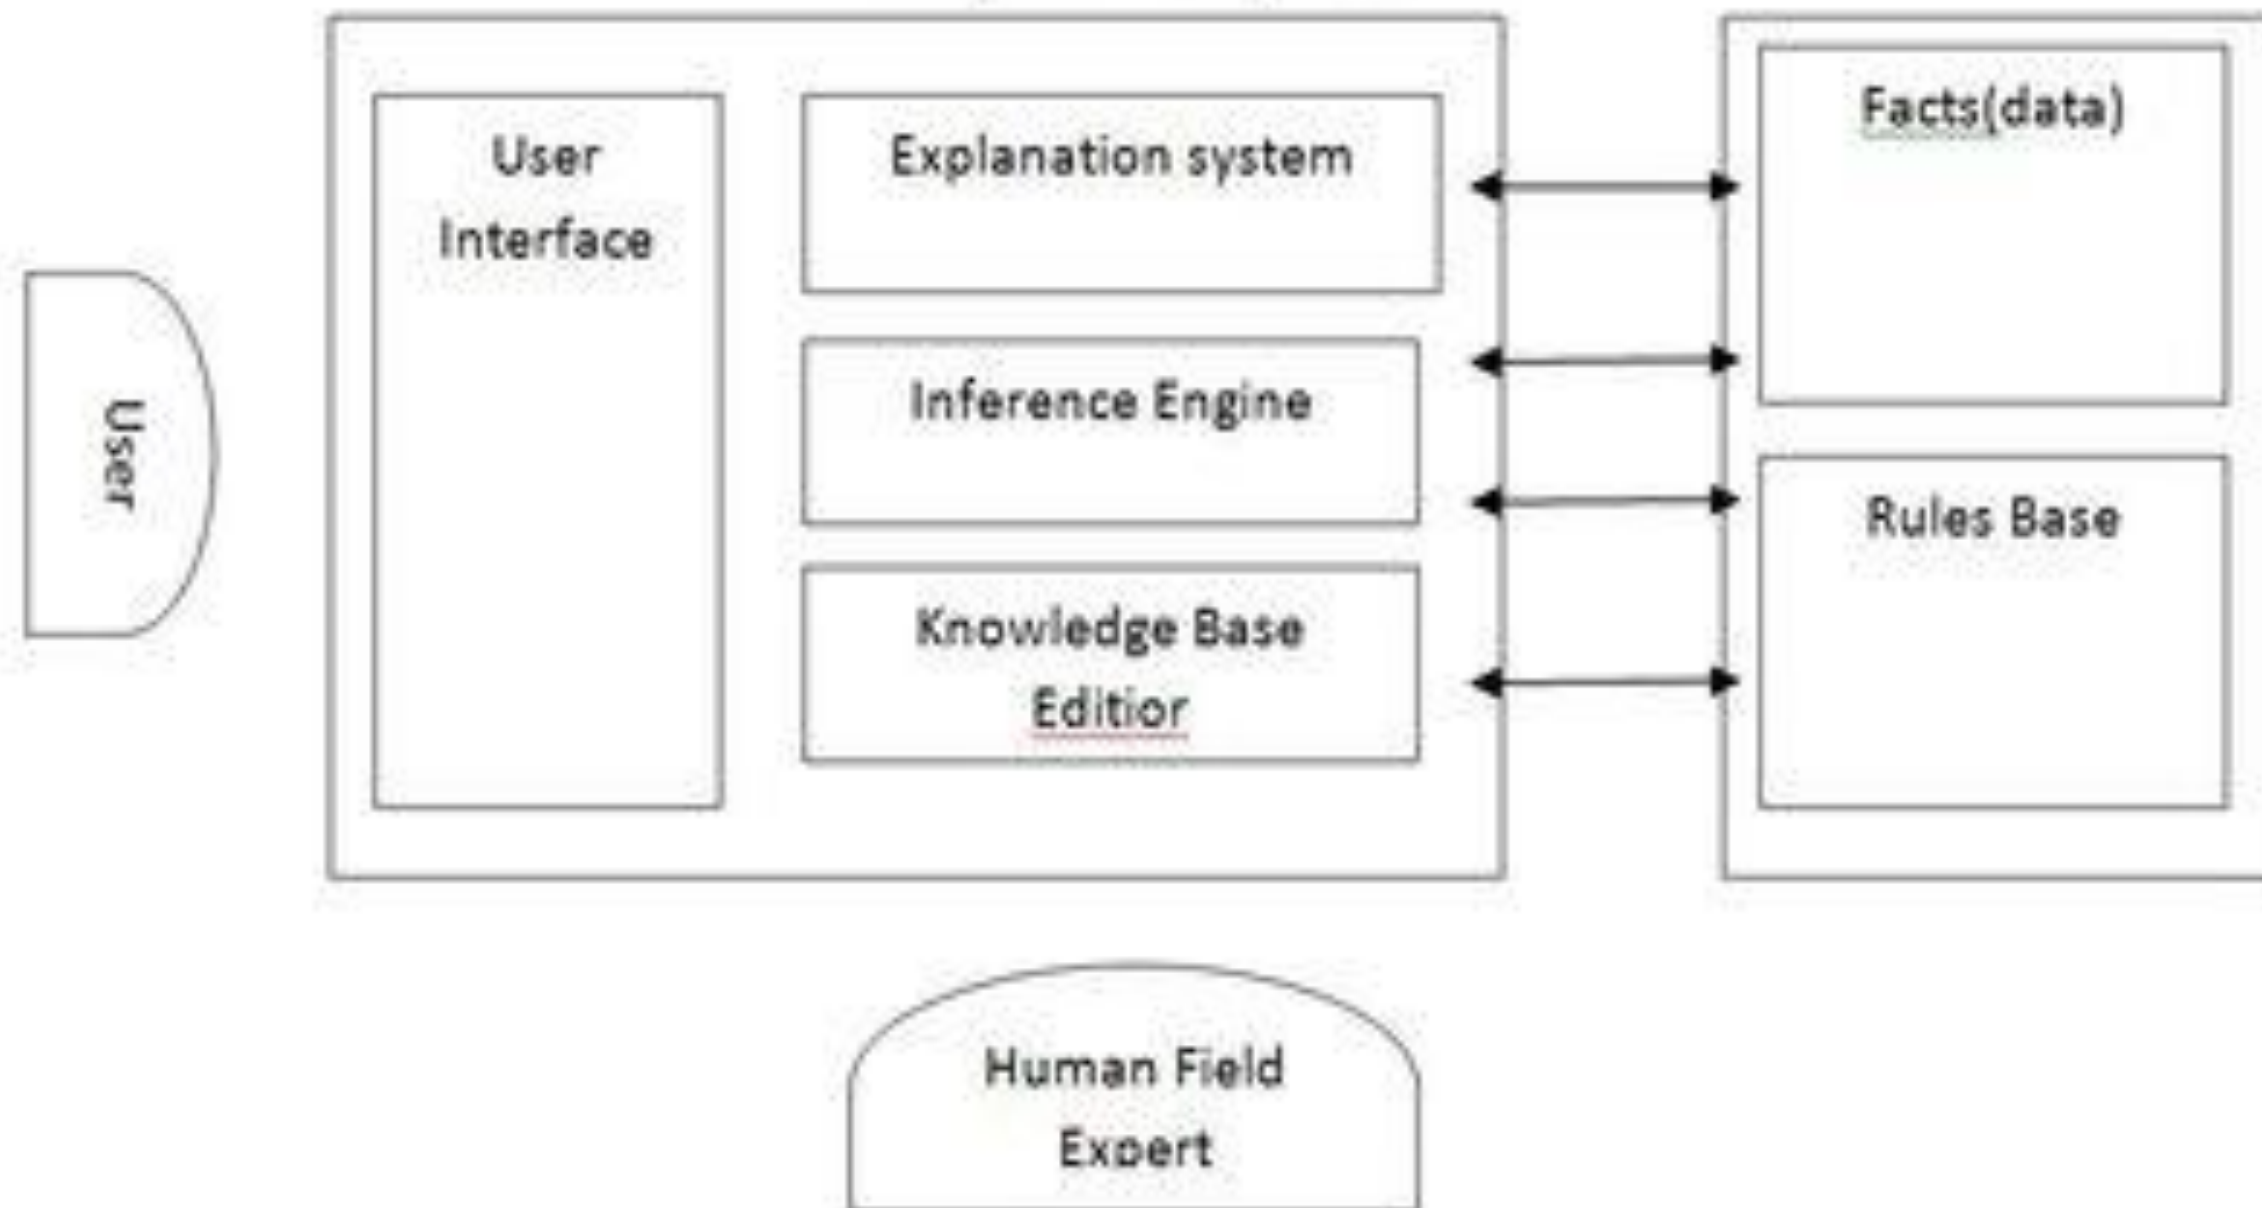 User
User
Interface
Explanation system
Inference Engine
Knowledge Base
Editior
Facts(data)
Rules Base
Human Field
Expert